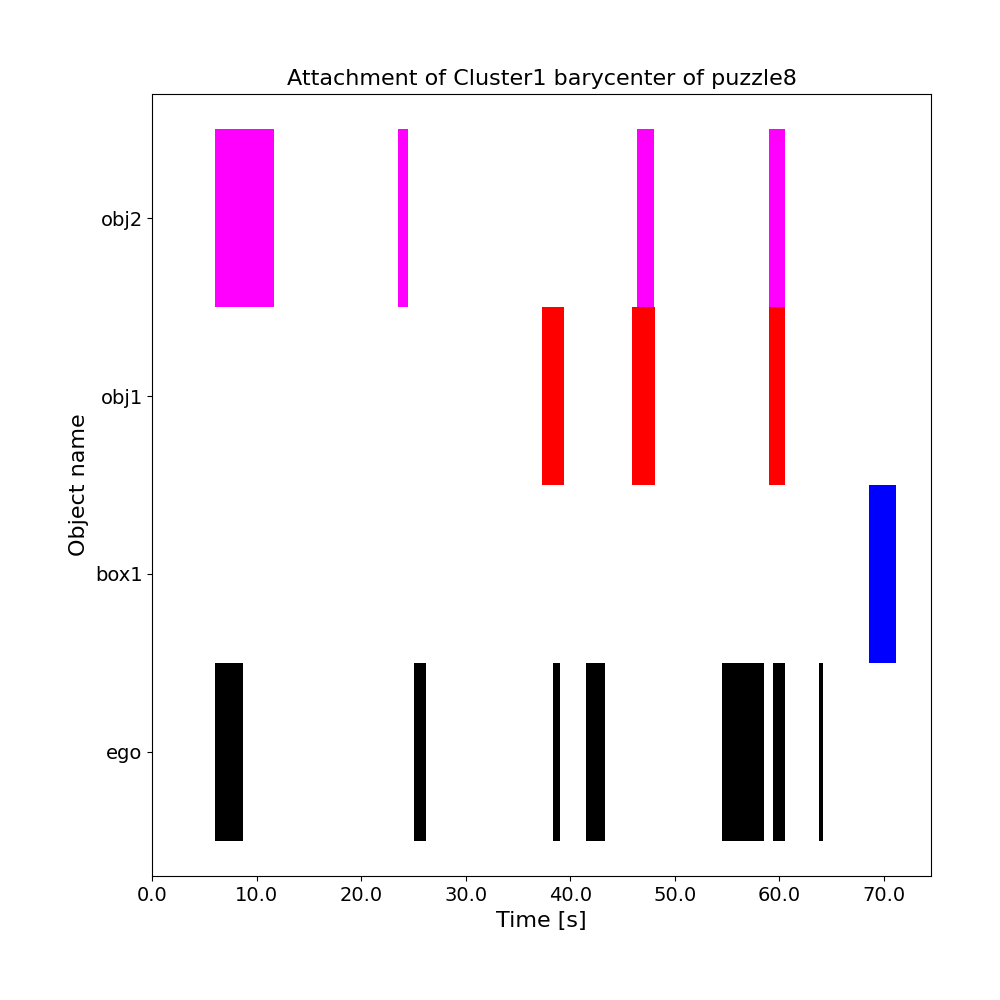 Attachment of Cluster1 barycenter of puzzle8
Object name
obj2
obj1
box1
ego
0.0 10.0 20.0 30.0 40.0 50.0 60.0 70.0
Time [s]